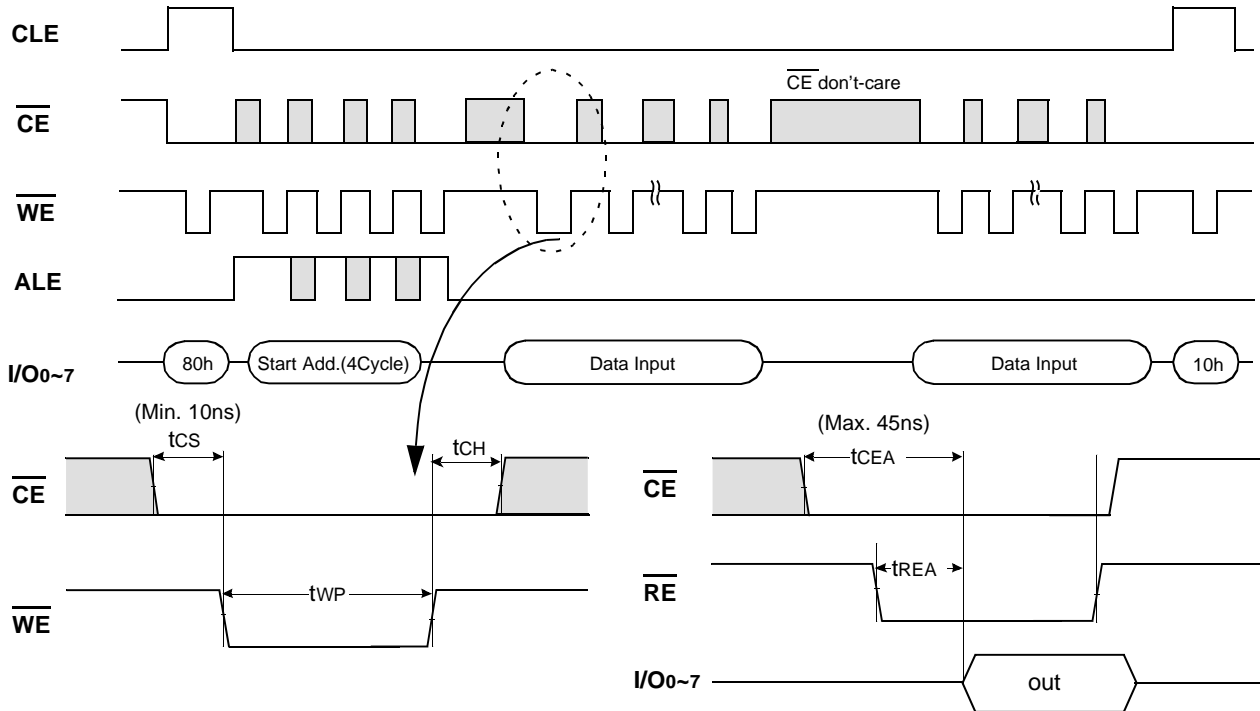 CLE
CE don't-care
CE
WE
ALE
I/O0~7 80h Start Add.(4Cycle) Data Input Data Input 10h
(Min. 10ns) (Max. 45ns)
tCS tCH tCEA
CE CE
tWP tREA
WE RE
I/O0~7 out